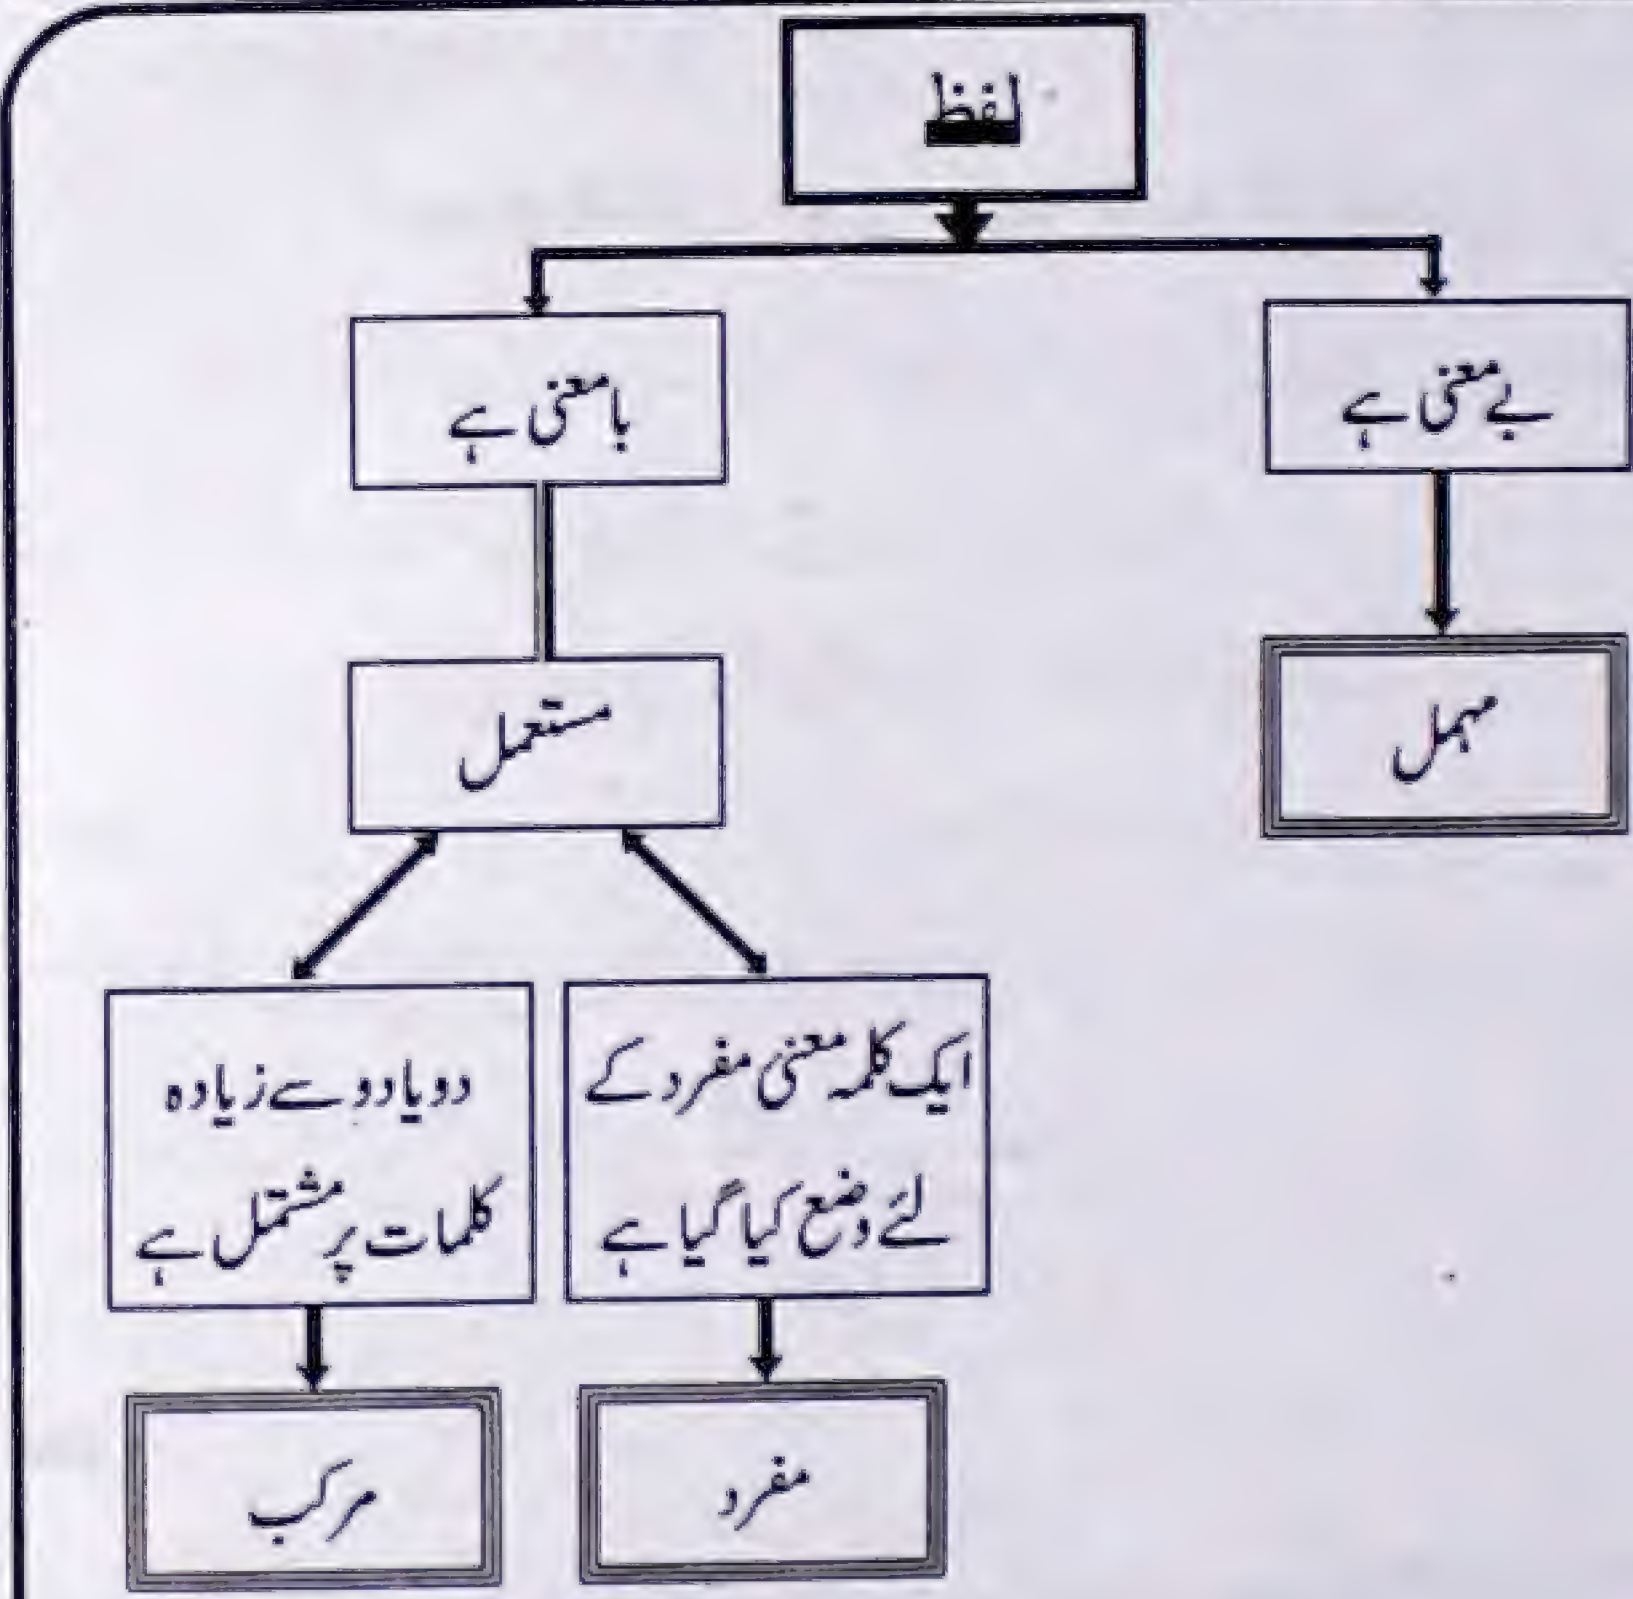 لفظ
بے معنی ہے
بامعنی ہے
مہمل
مستعمل
ایک کلمہ معنی مفرد کے
لئے وضع کیا گیا ہے
دو یا دو سے زیادہ
کلمات پر مشتمل ہے
مفرد
مرکب